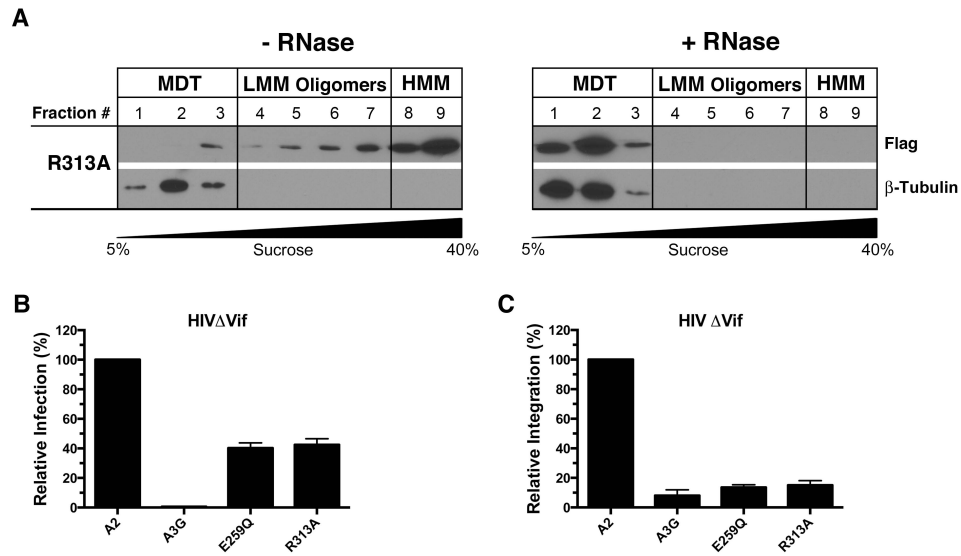 A
- RNase
+ RNase
MDT LMM Oligomers HMM
MDT LMM Oligomers HMM
Fraction # 1 2 3 4 5 6 7 8 9
1 2 3 4 5 6 7 8 9
R313A
Flag
β-Tubulin
5% Sucrose 40%
5% Sucrose 40%
B
HIVΔVif
Relative Infection (%)
120
100
80
60
40
20
0
A2 A3G E259Q R313A
C
HIV ΔVif
Relative Integration (%)
120
100
80
60
40
20
0
A2 A3G E259Q R313A